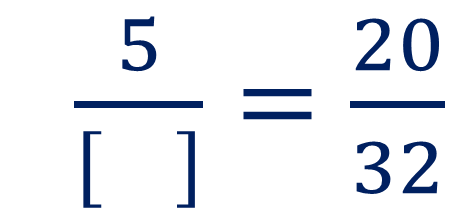 5/[ ] = 20/32